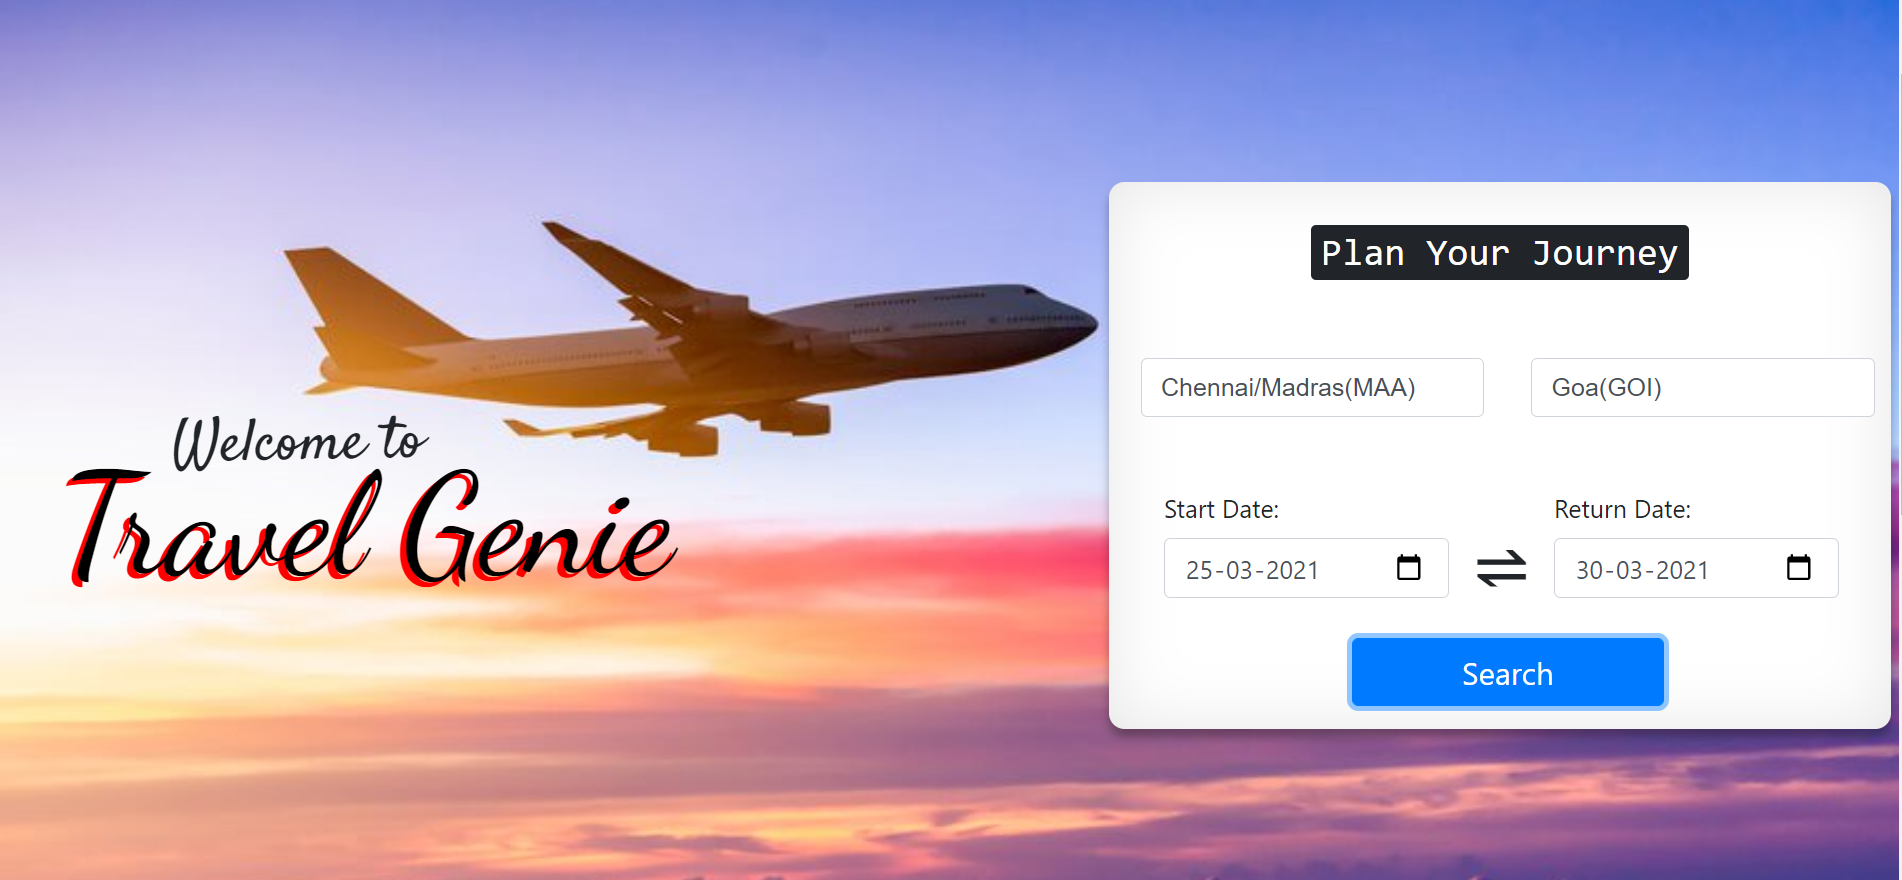 Welcome to
Travel Genie
Plan Your Journey
Chennai/Madras(MAA)
Goa(GOI)
Start Date:
Return Date:
25-03-2021
30-03-2021
Search